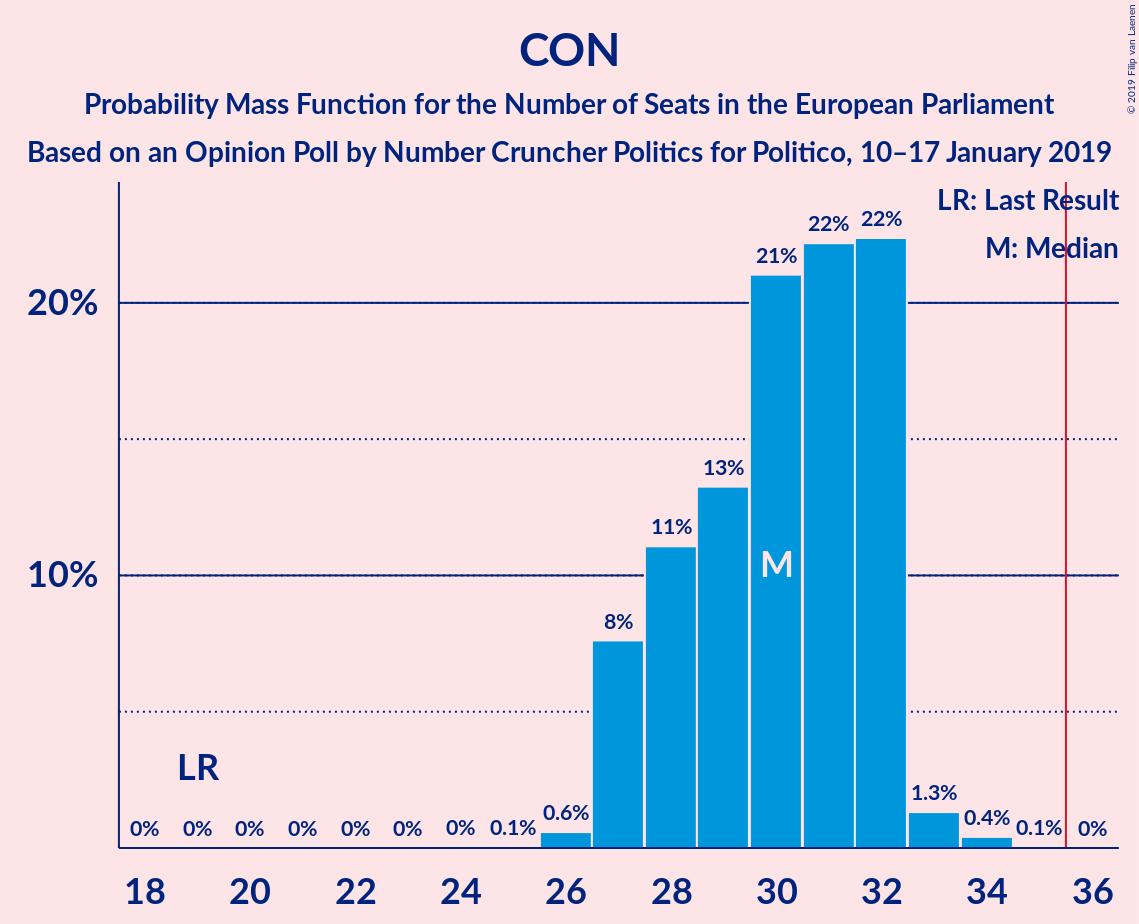 CON
Probability Mass Function for the Number of Seats in the European Parliament
Based on an Opinion Poll by Number Cruncher Politics for Politico, 10–17 January 2019
© 2019 Filip van Laenen
LR: Last Result
M: Median
20%
10%
0% 0% 0% 0% 0% 0% 0% 0.1% 0.6% 8% 11% 13% 21% 22% 22% 1.3% 0.4% 0.1% 0%
LR
M
18 20 22 24 26 28 30 32 34 36